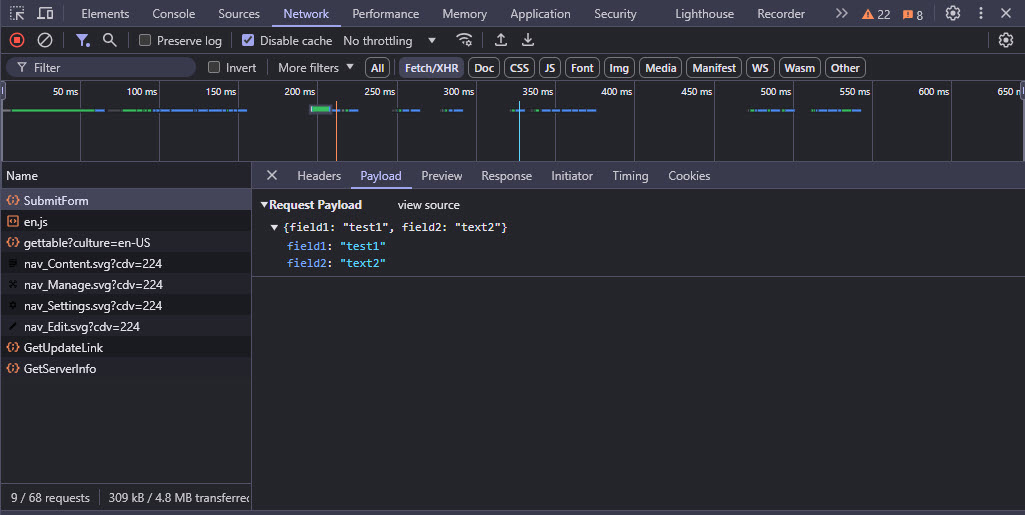 Elements Console Sources Network Performance Memory Application Security Lighthouse Recorder 22 8
Preserve log Disable cache No throttling
Filter Invert More filters All Fetch/XHR Doc CSS JS Font Img Media Manifest WS Wasm Other
50 ms 100 ms 150 ms 200 ms 250 ms 300 ms 350 ms 400 ms 450 ms 500 ms 550 ms 600 ms 650 m
Name
Headers Payload Preview Response Initiator Timing Cookies
SubmitForm
en.js
gettable?culture=en-US
nav_Content.svg?cdv=224
nav_Manage.svg?cdv=224
nav_Settings.svg?cdv=224
nav_Edit.svg?cdv=224
GetUpdateLink
GetServerInfo
Request Payload view source
{field1: "test1", field2: "text2"}
field1: "test1"
field2: "text2"
9 / 68 requests 309 kB / 4.8 MB transferred